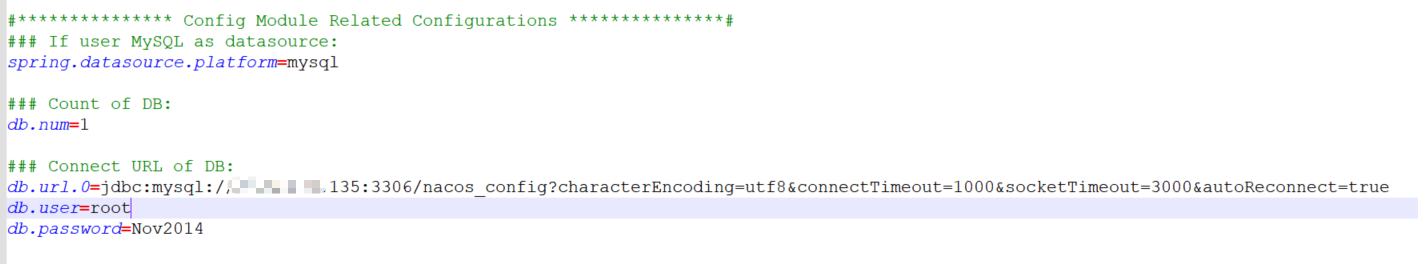 #*************** Config Module Related Configurations ***************#
### If user MySQL as datasource:
spring.datasource.platform=mysql
### Count of DB:
db.num=1
### Connect URL of DB:
db.url.0=jdbc:mysql:/ .135:3306/nacos_config?characterEncoding=utf8&connectTimeout=1000&socketTimeout=3000&autoReconnect=true
db.user=root
db.password=Nov2014